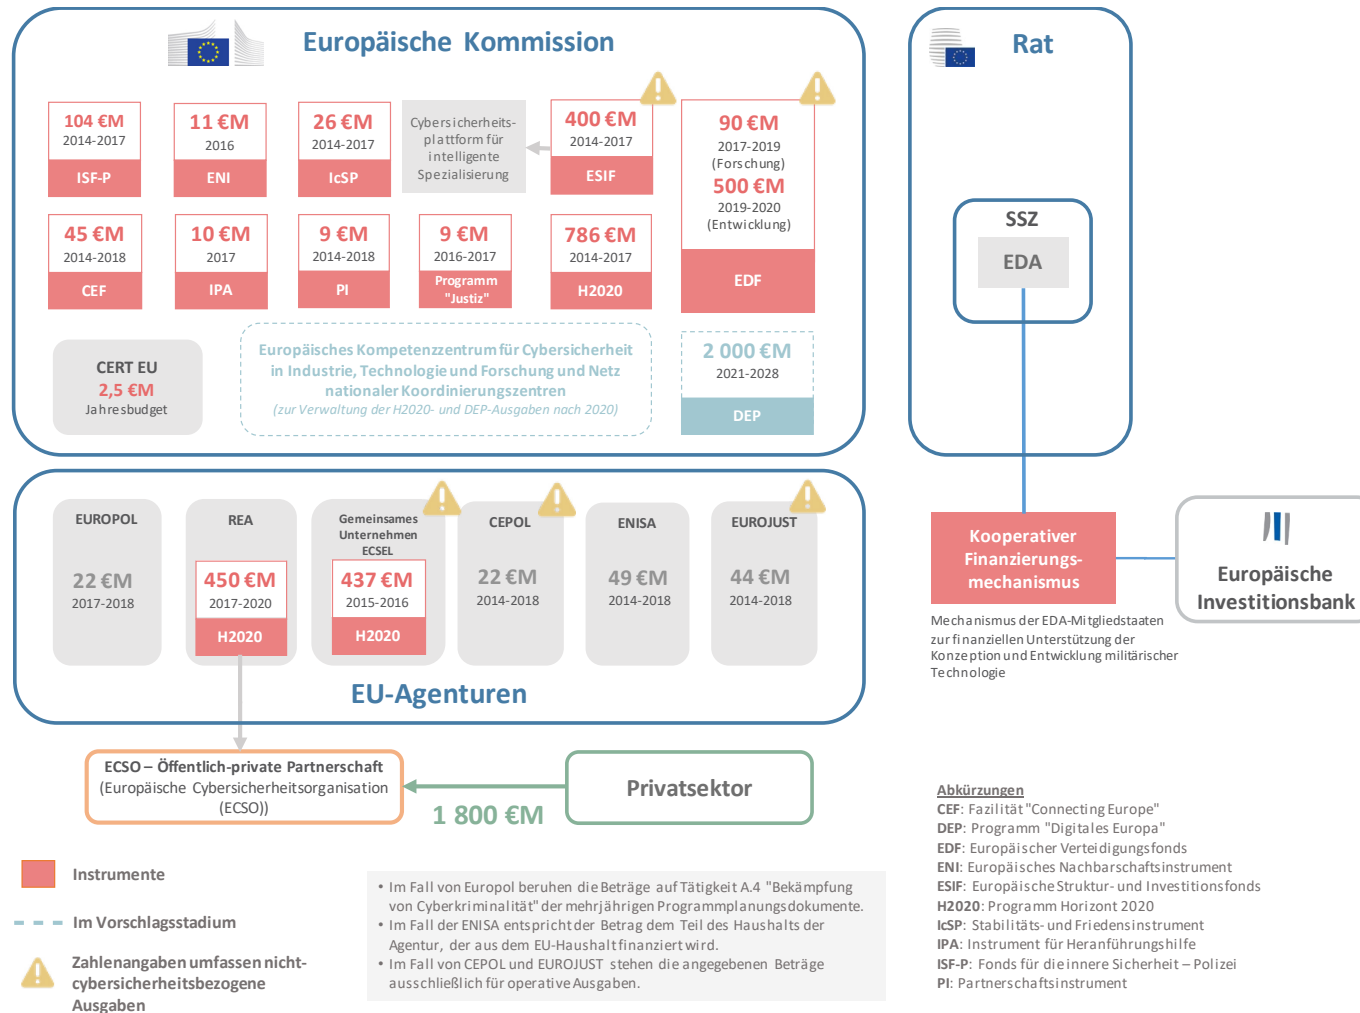 Europäische Kommission
104 €M
2014-2017
ISF-P
11 €M
2016
ENI
26 €M
2014-2017
IcSP
Cybersicherheits-
plattform für
intelligente
Spezialisierung
400 €M
2014-2017
ESIF
90 €M
2017-2019
(Forschung)
500 €M
2019-2020
(Entwicklung)
EDF
45 €M
2014-2018
CEF
10 €M
2017
IPA
9 €M
2014-2018
PI
9 €M
2016-2017
Programm
"Justiz"
786 €M
2014-2017
H2020
CERT EU
2,5 €M
Jahresbudget
Europäisches Kompetenzzentrum für Cybersicherheit
in Industrie, Technologie und Forschung und Netz
nationaler Koordinierungszentren
(zur Verwaltung der H2020- und DEP-Ausgaben nach 2020)
2 000 €M
2021-2028
DEP
Rat
SSZ
EDA
EUROPOL
22 €M
2017-2018
REA
450 €M
2017-2020
H2020
Gemeinsames
Unternehmen
ECSEL
437 €M
2015-2016
H2020
CEPOL
22 €M
2014-2018
ENISA
49 €M
2014-2018
EUROJUST
44 €M
2014-2018
EU-Agenturen
Kooperativer
Finanzierungs-
mechanismus
Mechanismus der EDA-Mitgliedstaaten
zur finanziellen Unterstützung der
Konzeption und Entwicklung militärischer
Technologie
Europäische
Investitionsbank
ECSO – Öffentlich-private Partnerschaft
(Europäische Cybersicherheitsorganisation
(ECSO))
1 800 €M
Privatsektor
Instrumente
Im Vorschlagsstadium
Zahlenangaben umfassen nicht-
cybersicherheitsbezogene
Ausgaben
• Im Fall von Europol beruhen die Beträge auf Tätigkeit A.4 "Bekämpfung
von Cyberkriminalität" der mehrjährigen Programmplanungsdokumente.
• Im Fall der ENISA entspricht der Betrag dem Teil des Haushalts der
Agentur, der aus dem EU-Haushalt finanziert wird.
• Im Fall von CEPOL und EUROJUST stehen die angegebenen Beträge
ausschließlich für operative Ausgaben.
Abkürzungen
CEF: Fazilität "Connecting Europe"
DEP: Programm "Digitales Europa"
EDF: Europäischer Verteidigungsfonds
ENI: Europäisches Nachbarschaftsinstrument
ESIF: Europäische Struktur- und Investitionsfonds
H2020: Programm Horizont 2020
IcSP: Stabilitäts- und Friedensinstrument
IPA: Instrument für Heranführungshilfe
ISF-P: Fonds für die innere Sicherheit – Polizei
PI: Partnerschaftsinstrument